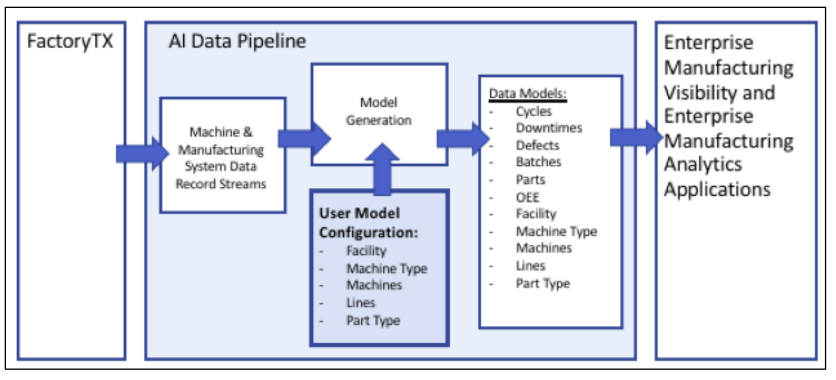 FactoryTX
AI Data Pipeline
Machine &
Manufacturing
System Data
Record Streams
Model
Generation
User Model
Configuration:
- Facility
- Machine Type
- Machines
- Lines
- Part Type
Data Models:
- Cycles
- Downtimes
- Defects
- Batches
- Parts
- OEE
- Facility
- Machine Type
- Machines
- Lines
- Part Type
Enterprise
Manufacturing
Visibility and
Enterprise
Manufacturing
Analytics
Applications